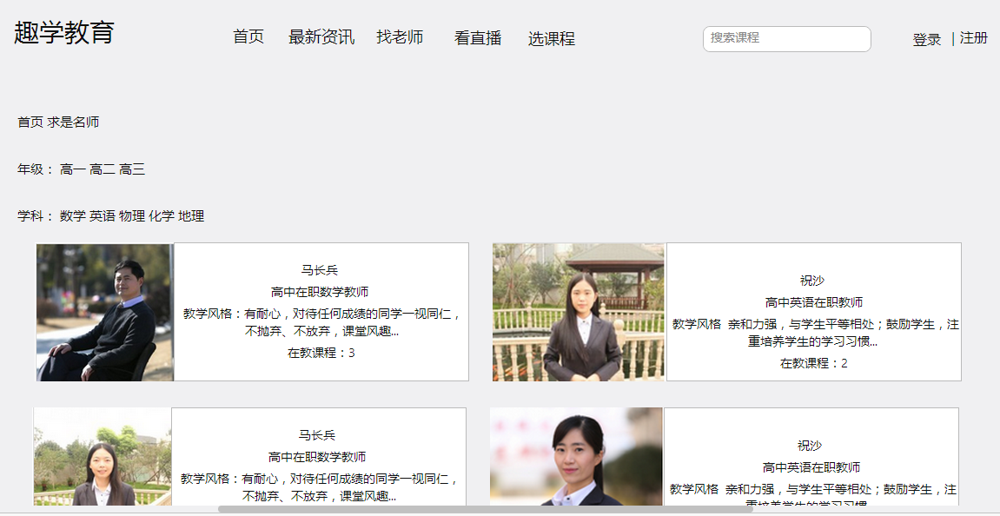 趣学教育
首页 最新资讯 找老师 看直播 选课程
搜索课程
登录 | 注册
首页 求是名师
年级： 高一 高二 高三
学科： 数学 英语 物理 化学 地理
马长兵
高中在职数学教师
教学风格：有耐心，对待任何成绩的同学一视同仁，
不抛弃、不放弃，课堂风趣...
在教课程：3
祝沙
高中英语在职教师
教学风格 亲和力强，与学生平等相处；鼓励学生，注
重培养学生的学习习惯...
在教课程：2
马长兵
高中在职数学教师
教学风格：有耐心，对待任何成绩的同学一视同仁，
不抛弃、不放弃，课堂风趣...
祝沙
高中英语在职教师
教学风格 亲和力强，与学生平等相处；鼓励学生，注
重培养学生的学习习惯...